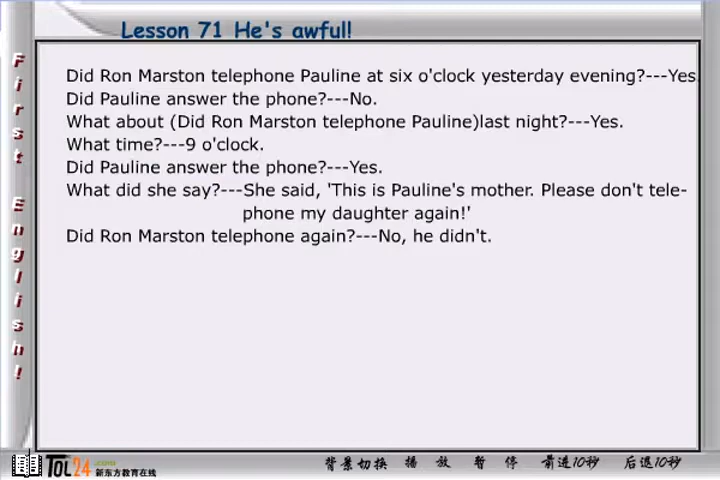 Lesson 71 He's awful!
First English!
Did Ron Marston telephone Pauline at six o'clock yesterday evening?---Yes
Did Pauline answer the phone?---No.
What about (Did Ron Marston telephone Pauline)last night?---Yes.
What time?---9 o'clock.
Did Pauline answer the phone?---Yes.
What did she say?---She said, 'This is Pauline's mother. Please don't tele-
phone my daughter again!'
Did Ron Marston telephone again?---No, he didn't.
TOL24.com
新东方教育在线
背景切换 播放 暂停 前进10秒 后退10秒